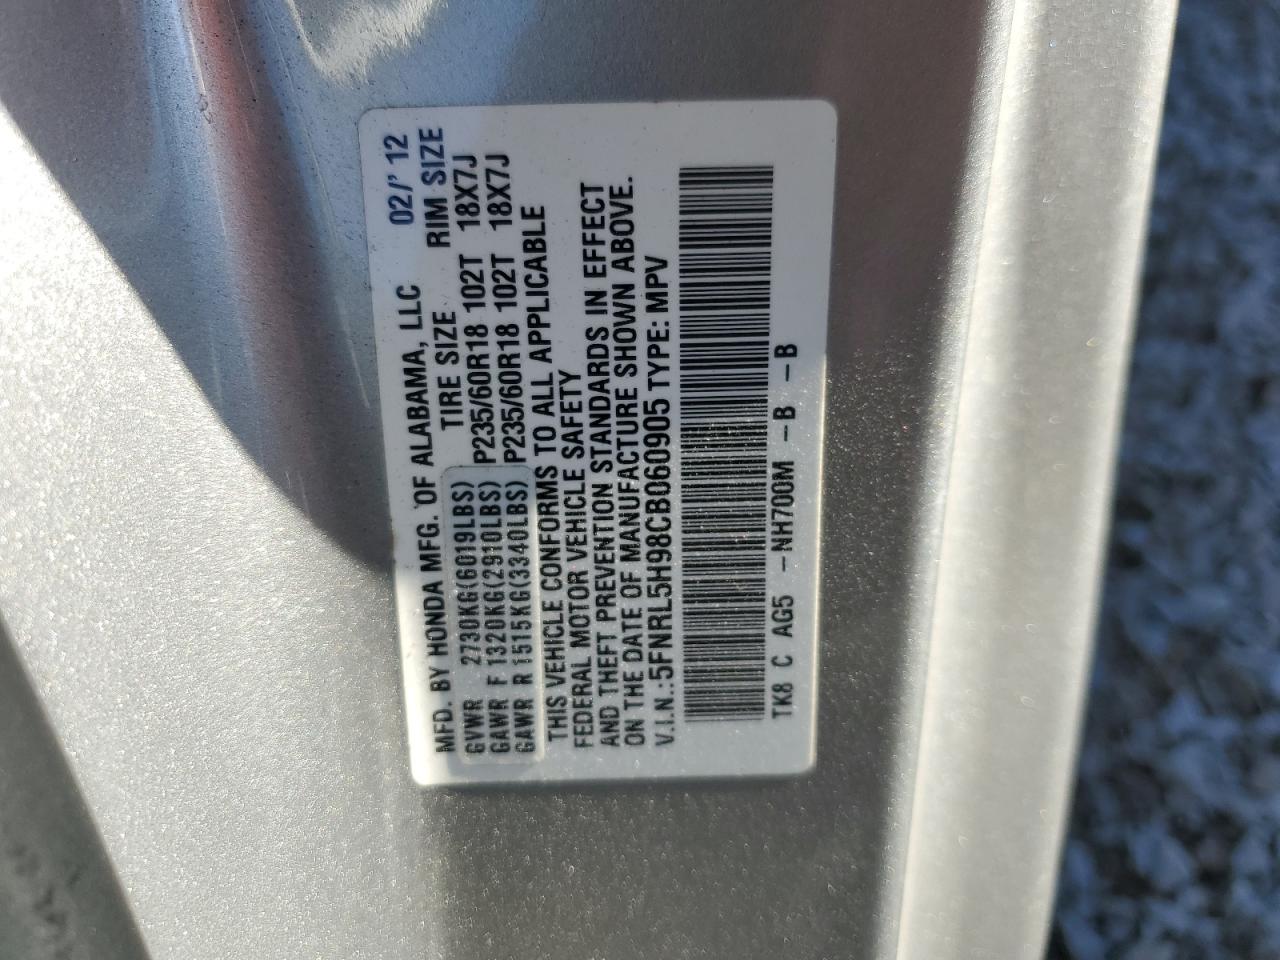 MFD. BY HONDA MFG. OF ALABAMA, LLC 02/'12
TIRE SIZE RIM SIZE
GVWR 2730KG(6019LBS)
GAWR F 1320KG(2910LBS) P235/60R18 102T 18X7J
GAWR R 1515KG(3340LBS) P235/60R18 102T 18X7J
THIS VEHICLE CONFORMS TO ALL APPLICABLE
FEDERAL MOTOR VEHICLE SAFETY
AND THEFT PREVENTION STANDARDS IN EFFECT
ON THE DATE OF MANUFACTURE SHOWN ABOVE.
V.I.N.:5FNRL5H98CB060905 TYPE: MPV
TK8 C AG5 -NH700M -B -B